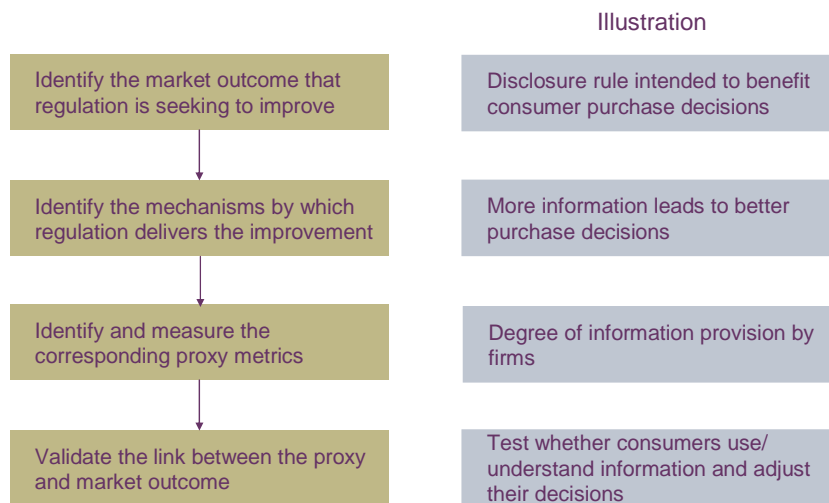 Illustration
Identify the market outcome that
regulation is seeking to improve
Disclosure rule intended to benefit
consumer purchase decisions
Identify the mechanisms by which
regulation delivers the improvement
More information leads to better
purchase decisions
Identify and measure the
corresponding proxy metrics
Degree of information provision by
firms
Validate the link between the proxy
and market outcome
Test whether consumers use/
understand information and adjust
their decisions